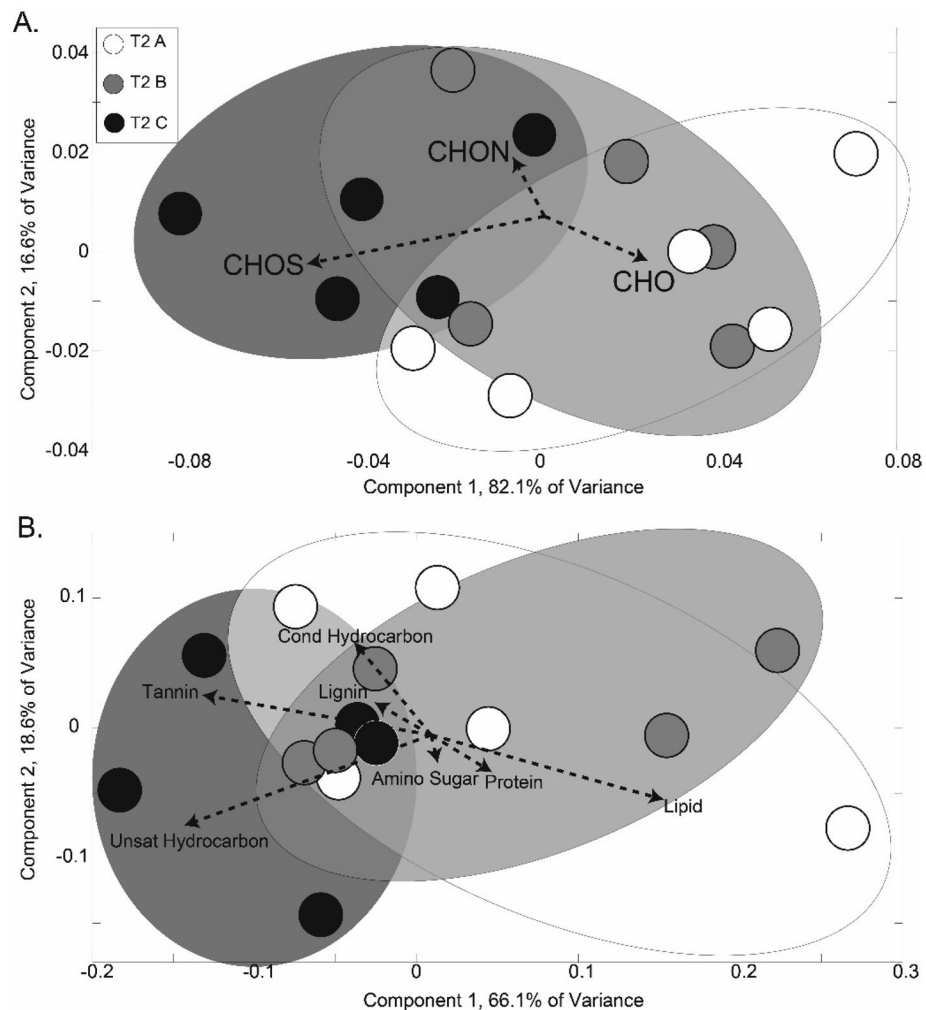 A.
T2 A
T2 B
T2 C
0.04
0.02
0
-0.02
-0.04
Component 2, 16.6% of Variance
CHON
CHOS
CHO
-0.08
-0.04
0
0.04
0.08
Component 1, 82.1% of Variance
B.
0.1
0
-0.1
Component 2, 18.6% of Variance
Cond Hydrocarbon
Tannin
Lignin
Amino Sugar
Protein
Lipid
Unsat Hydrocarbon
-0.2
-0.1
0
0.1
0.2
0.3
Component 1, 66.1% of Variance